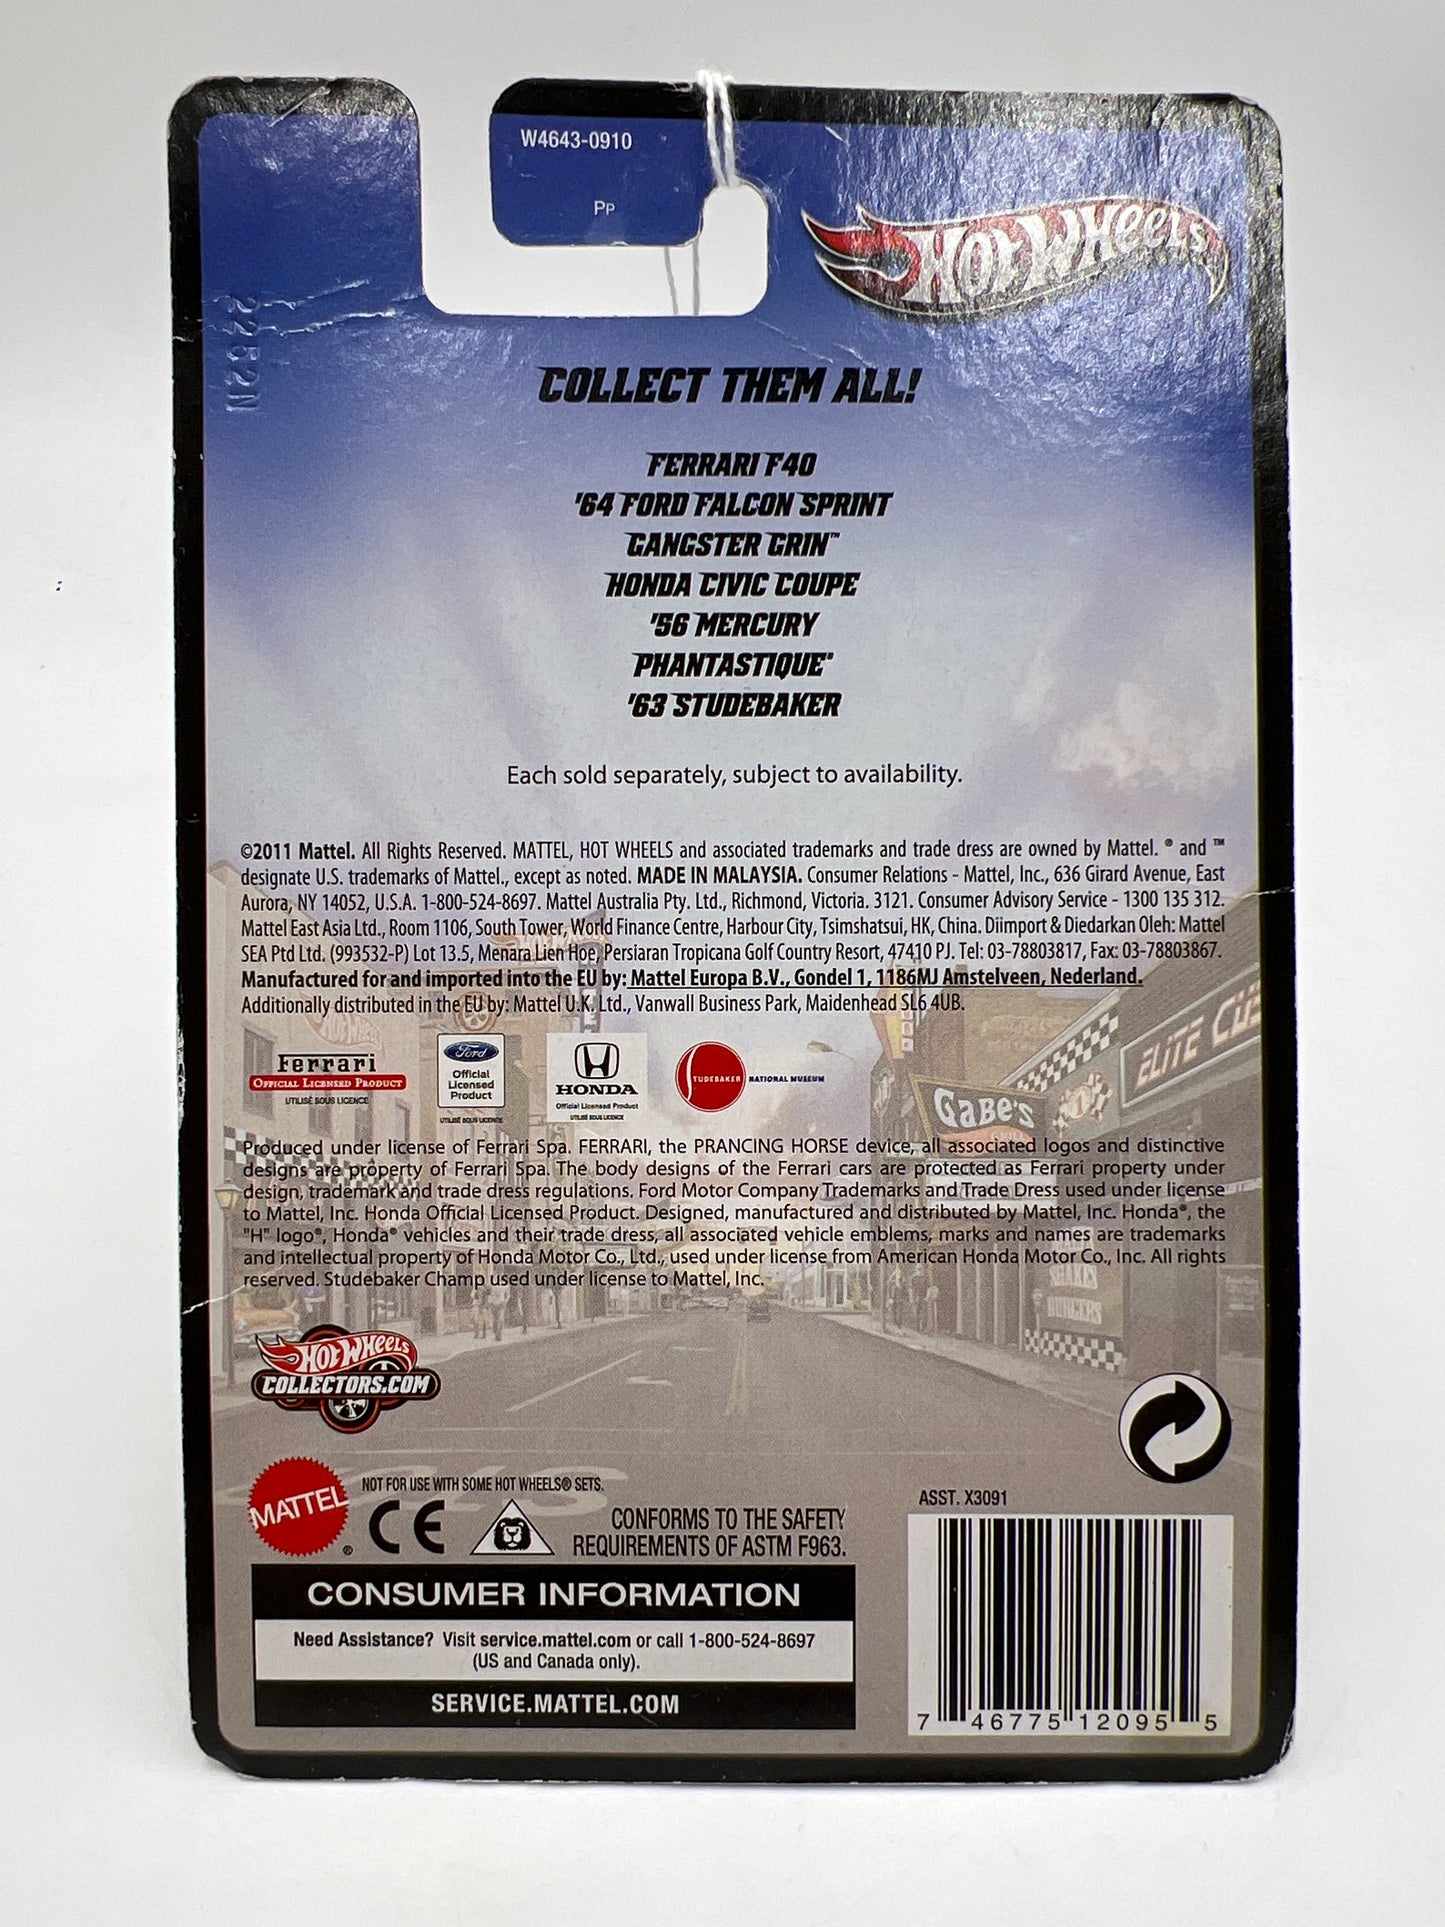 W4643-0910
Pp
HOT WHEELS
22S2N
COLLECT THEM ALL!
FERRARI F40
'64 FORD FALCON SPRINT
GANGSTER GRIN™
HONDA CIVIC COUPE
'56 MERCURY
PHANTASTIQUE®
'63 STUDEBAKER
Each sold separately, subject to availability.
©2011 Mattel. All Rights Reserved. MATTEL, HOT WHEELS and associated trademarks and trade dress are owned by Mattel. ® and ™
designate U.S. trademarks of Mattel., except as noted. MADE IN MALAYSIA. Consumer Relations - Mattel, Inc., 636 Girard Avenue, East
Aurora, NY 14052, U.S.A. 1-800-524-8697. Mattel Australia Pty. Ltd., Richmond, Victoria. 3121. Consumer Advisory Service - 1300 135 312.
Mattel East Asia Ltd., Room 1106, South Tower, World Finance Centre, Harbour City, Tsimshatsui, HK, China. Diimport & Diedarkan Oleh: Mattel
SEA Ptd Ltd. (993532-P) Lot 13.5, Menara Lien Hoe, Persiaran Tropicana Golf Country Resort, 47410 PJ. Tel: 03-78803817, Fax: 03-78803867.
Manufactured for and imported into the EU by: Mattel Europa B.V., Gondel 1, 1186MJ Amstelveen, Nederland.
Additionally distributed in the EU by: Mattel U.K. Ltd., Vanwall Business Park, Maidenhead SL6 4UB.
ELITE CUS
GABE'S
Ferrari
OFFICIAL LICENSED PRODUCT
UTILISÉ SOUS LICENCE
Ford
Official
Licensed
Product
UTILISÉ SOUS LICENCE
HONDA
Official Licensed Product
UTILISÉ SOUS LICENCE
STUDEBAKER NATIONAL MUSEUM
Produced under license of Ferrari Spa. FERRARI, the PRANCING HORSE device, all associated logos and distinctive
designs are property of Ferrari Spa. The body designs of the Ferrari cars are protected as Ferrari property under
design, trademark and trade dress regulations. Ford Motor Company Trademarks and Trade Dress used under license
to Mattel, Inc. Honda Official Licensed Product. Designed, manufactured and distributed by Mattel, Inc. Honda®, the
"H" logo®, Honda® vehicles and their trade dress, all associated vehicle emblems, marks and names are trademarks
and intellectual property of Honda Motor Co., Ltd., used under license from American Honda Motor Co., Inc. All rights
reserved. Studebaker Champ used under license to Mattel, Inc.
SHAKES
BURGERS
HOT WHEELS
COLLECTORS.COM
MATTEL®
NOT FOR USE WITH SOME HOT WHEELS® SETS.
CE
CONFORMS TO THE SAFETY
REQUIREMENTS OF ASTM F963.
CONSUMER INFORMATION
Need Assistance? Visit service.mattel.com or call 1-800-524-8697
(US and Canada only).
SERVICE.MATTEL.COM
ASST. X3091
7 46775 12095 5